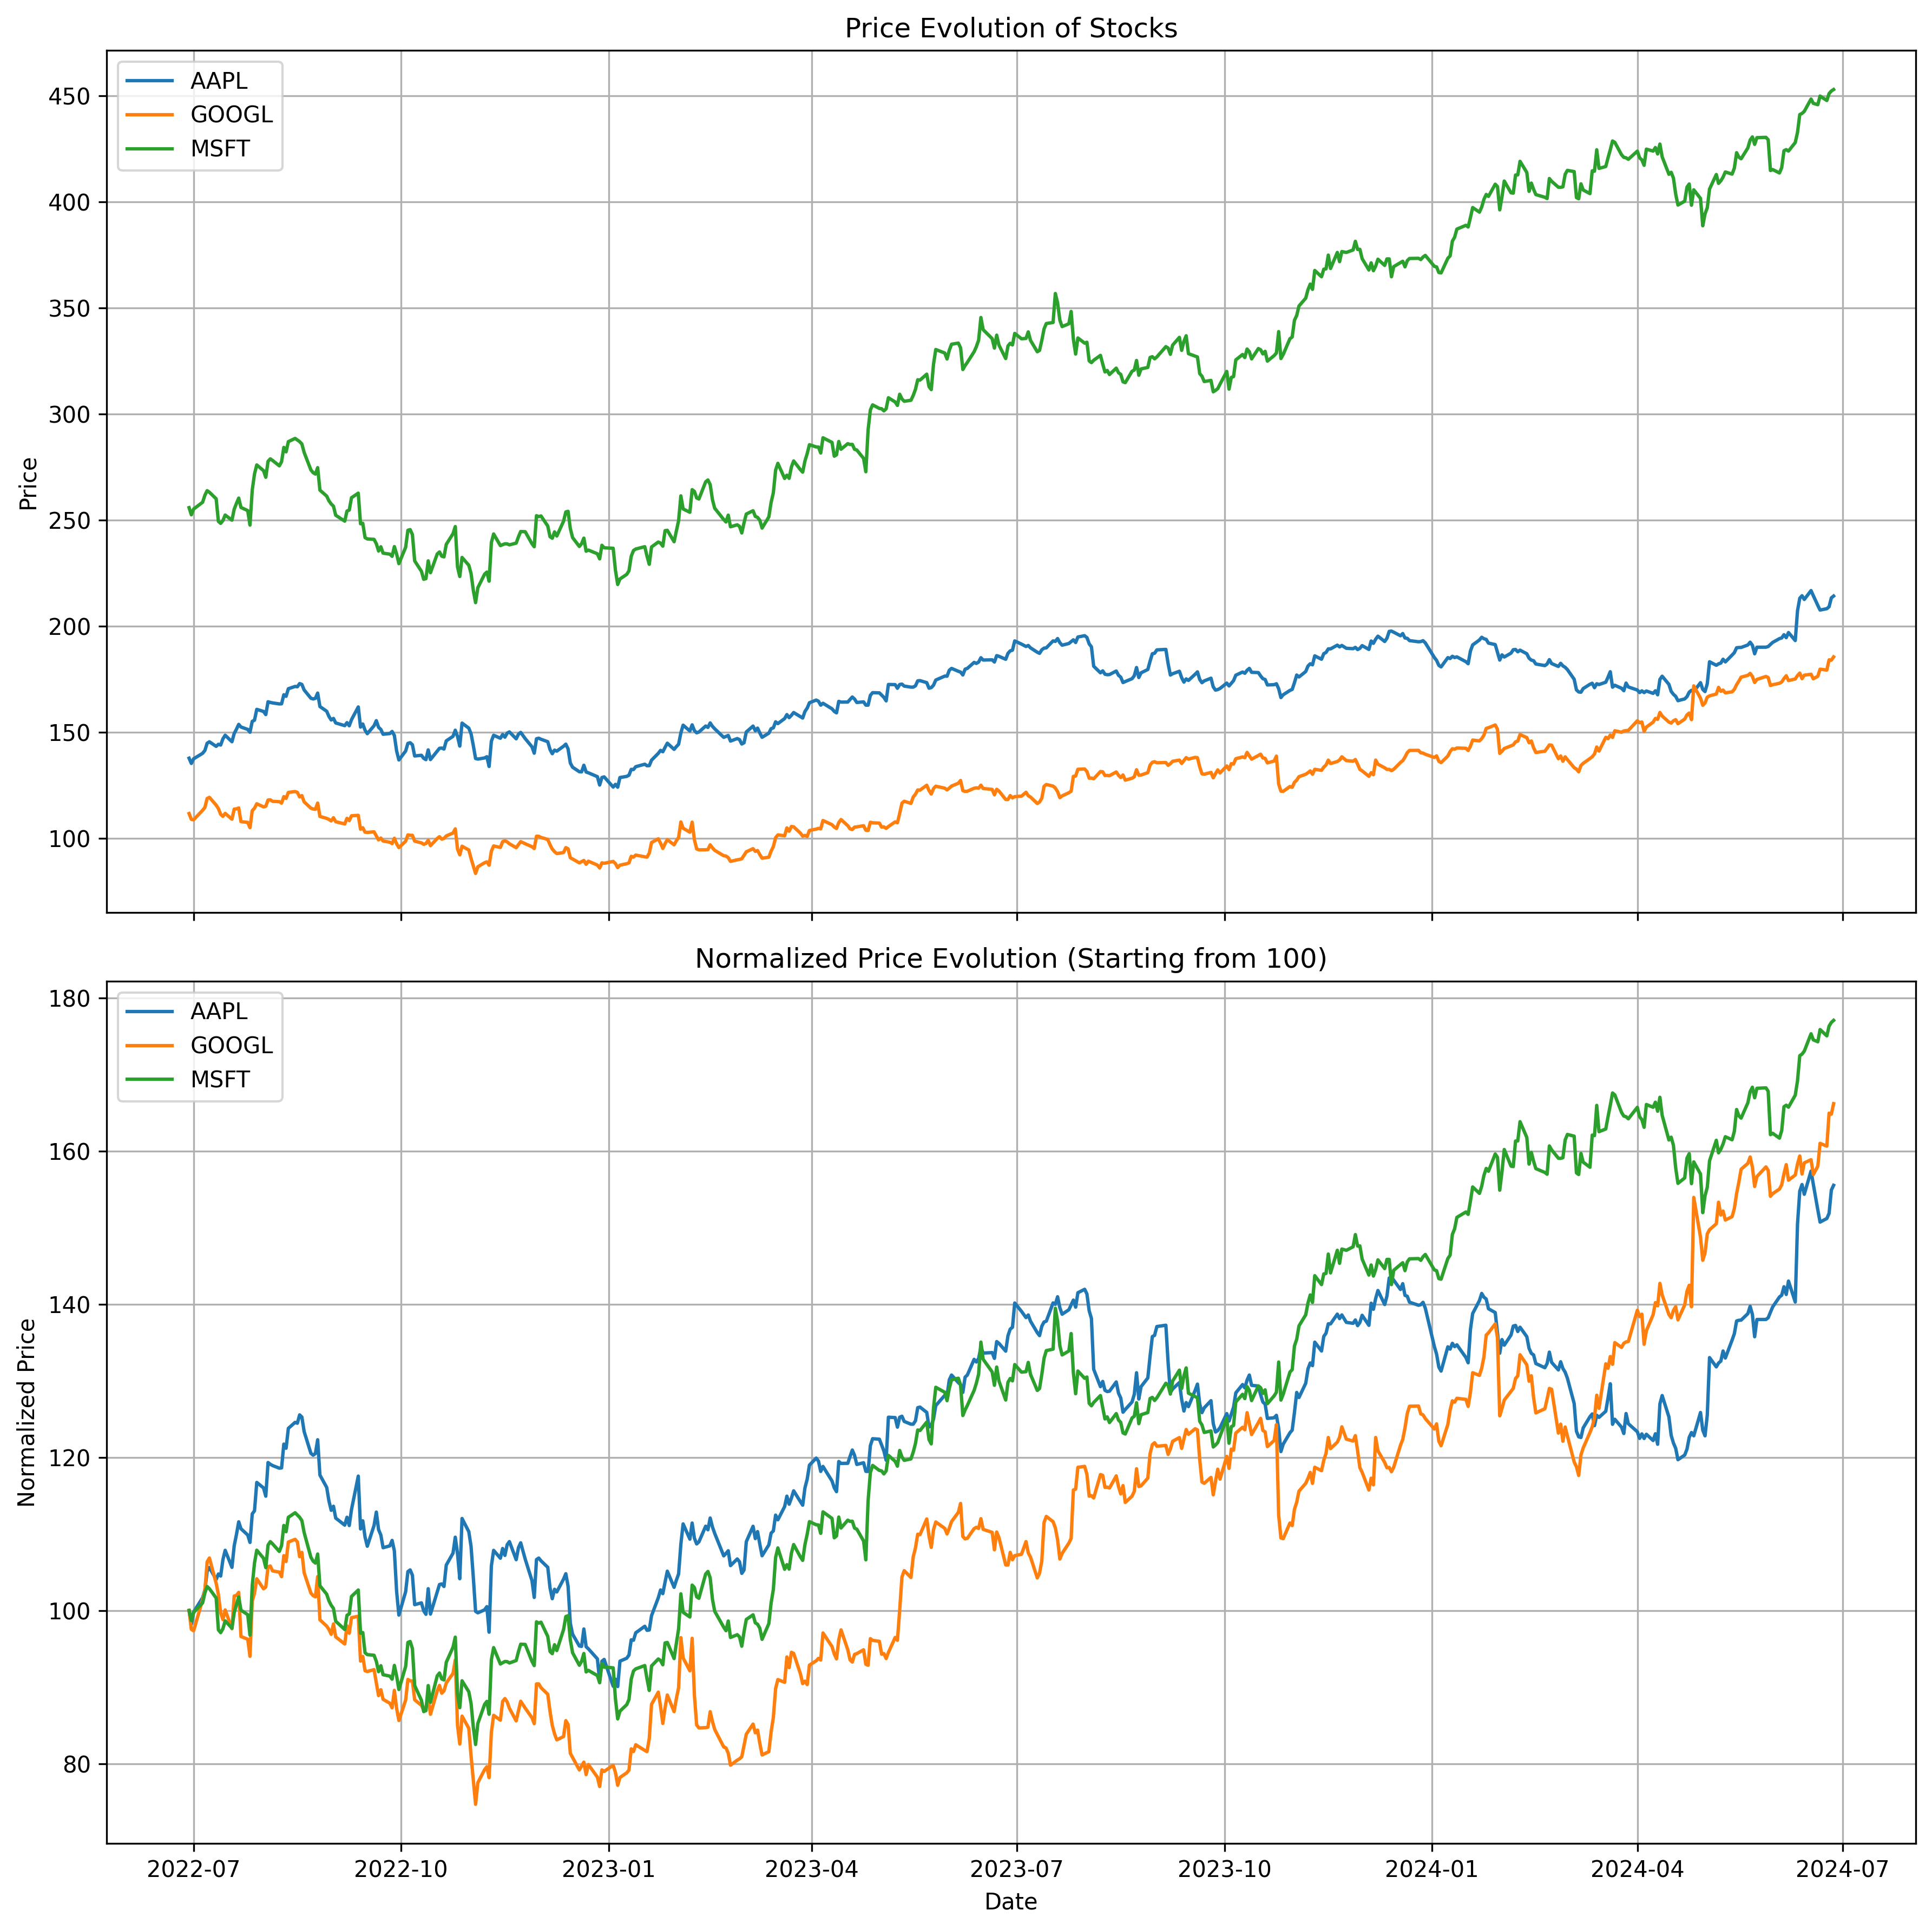 Price Evolution of Stocks
AAPL
GOOGL
MSFT
450
400
350
300
250
200
150
100
Price
Normalized Price Evolution (Starting from 100)
AAPL
GOOGL
MSFT
180
160
140
120
100
80
Normalized Price
2022-07 2022-10 2023-01 2023-04 2023-07 2023-10 2024-01 2024-04 2024-07
Date